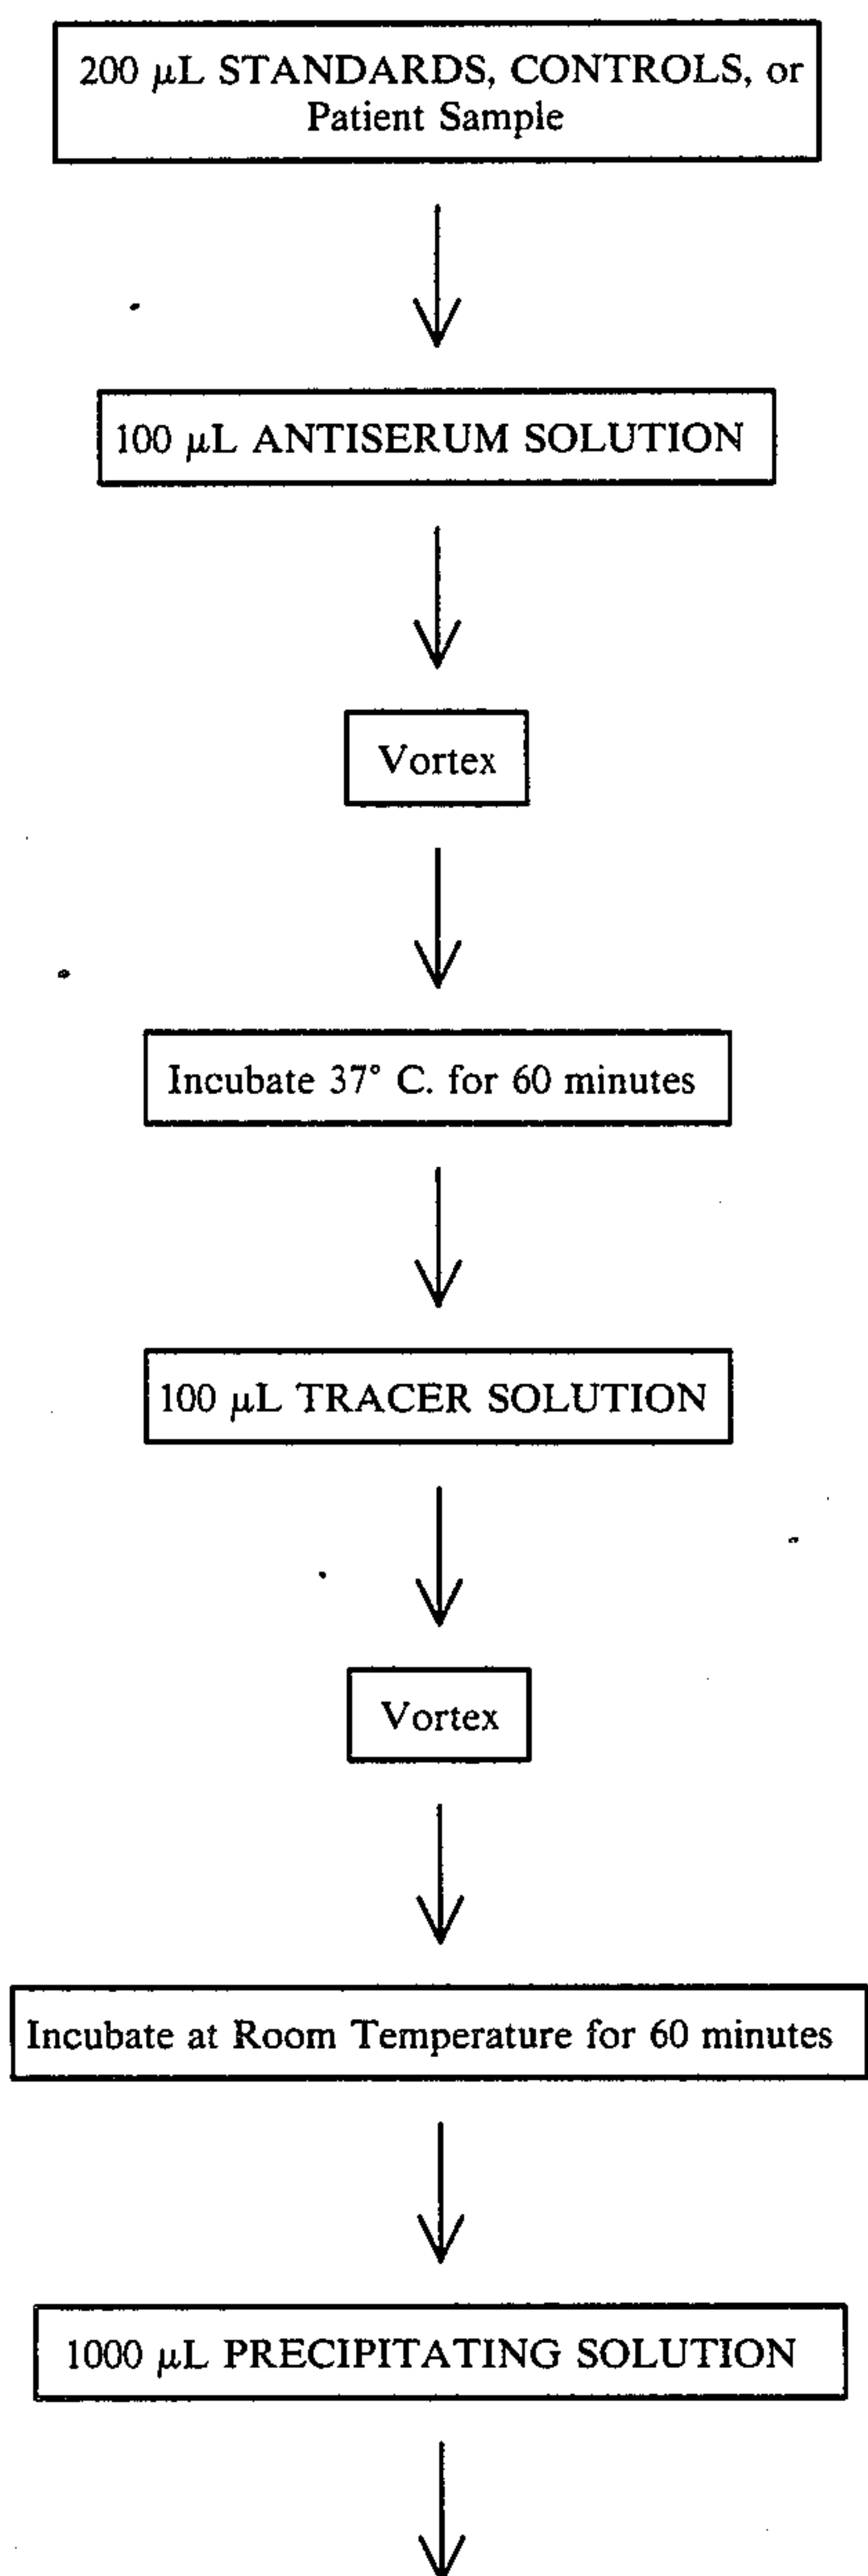 200 μL STANDARDS, CONTROLS, or
Patient Sample
100 μL ANTISERUM SOLUTION
Vortex
Incubate 37° C. for 60 minutes
100 μL TRACER SOLUTION
Vortex
Incubate at Room Temperature for 60 minutes
1000 μL PRECIPITATING SOLUTION